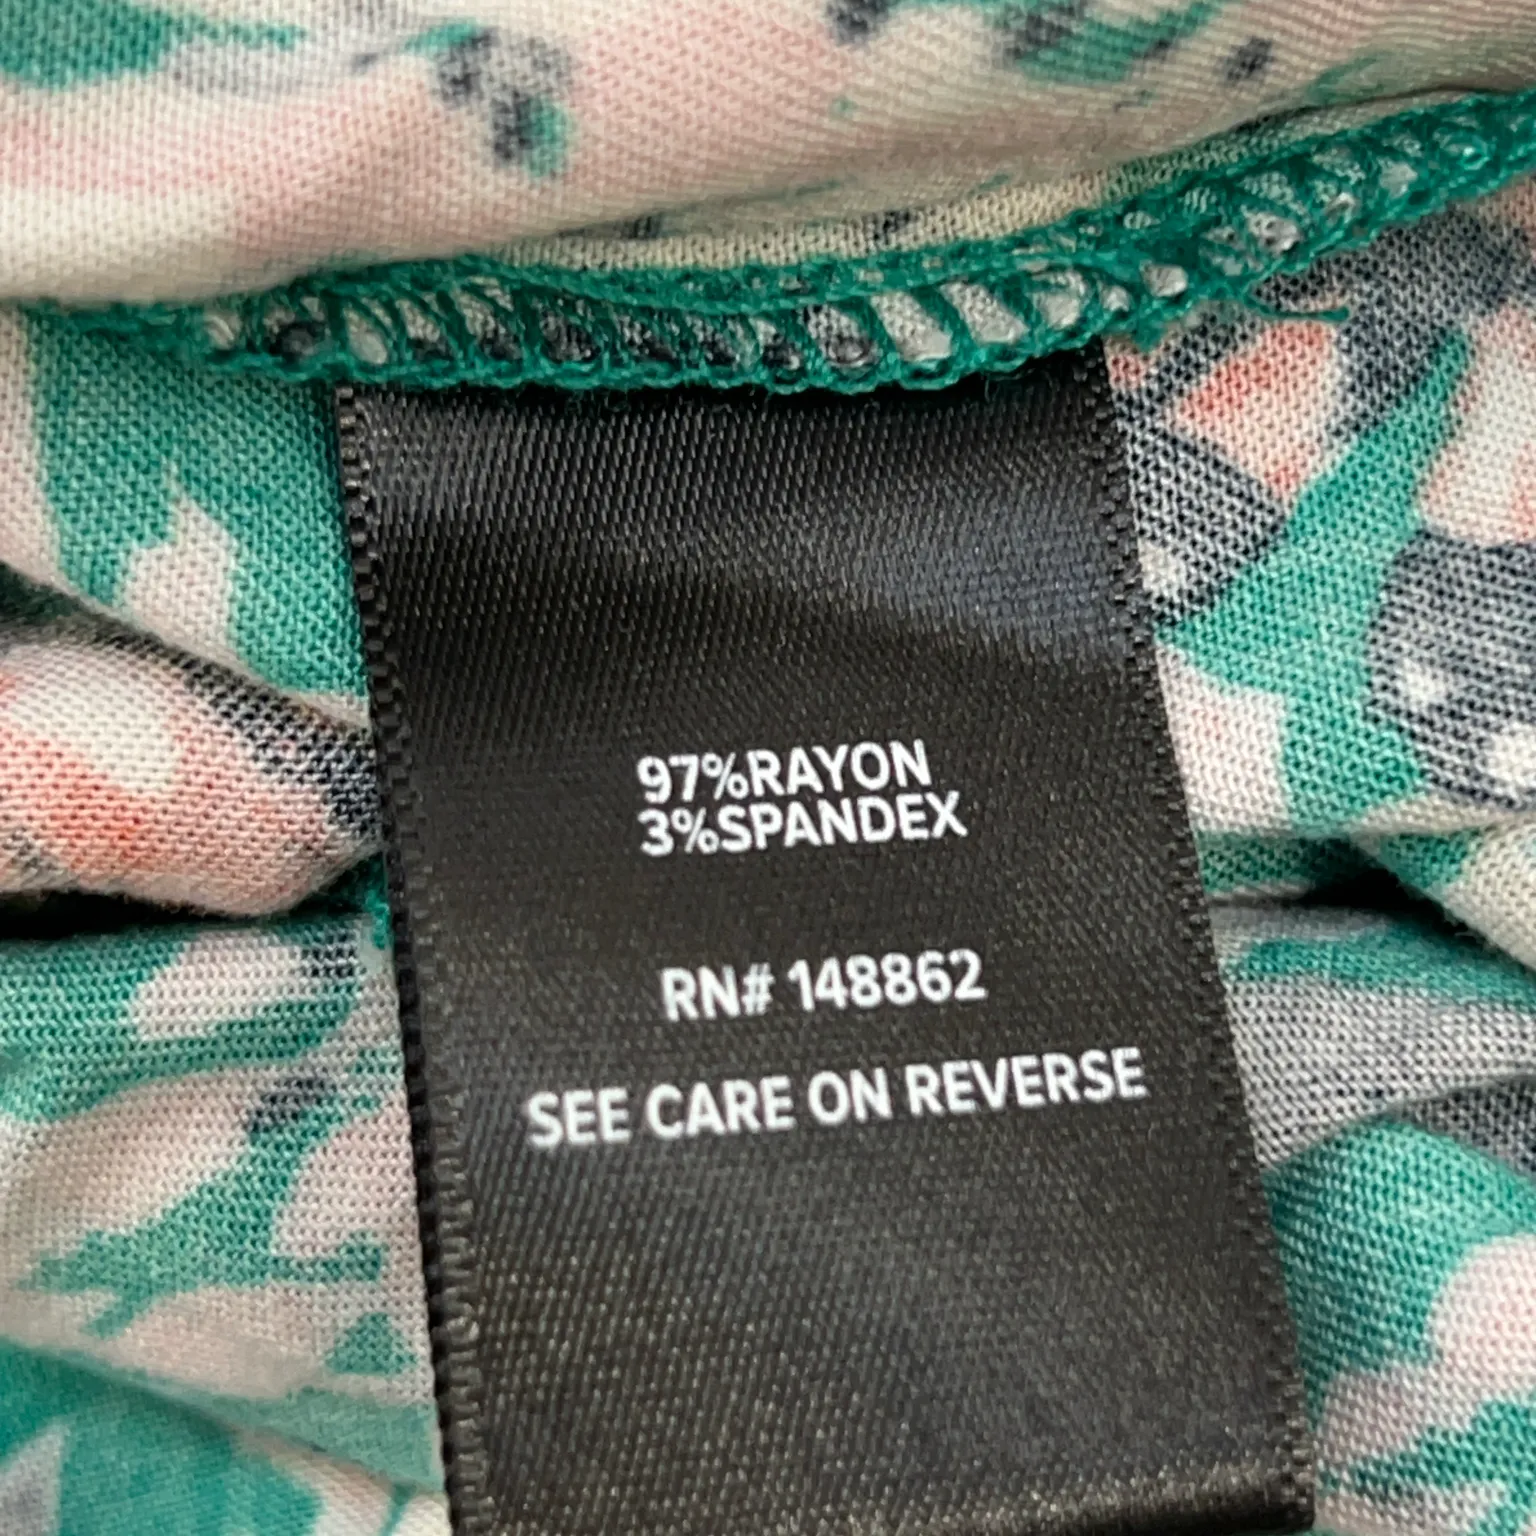 97%RAYON
3%SPANDEX
RN# 148862
SEE CARE ON REVERSE